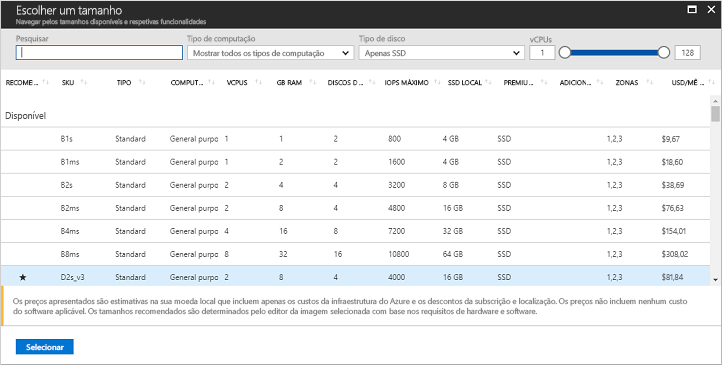 Escolher um tamanho
Navegar pelos tamanhos disponíveis e respetivas funcionalidades
Pesquisar Tipo de computação Tipo de disco vCPUs
Mostrar todos os tipos de computação Apenas SSD 1 128
RECOME... SKU TIPO COMPUT... VCPUS GB RAM DISCOS D... IOPS MÁXIMO SSD LOCAL PREMIU... ADICION... ZONAS USD/MÊ ...
Disponível
B1s Standard General purpo 1 1 2 800 4 GB SSD 1,2,3 $9,67
B1ms Standard General purpo 1 2 2 1600 4 GB SSD 1,2,3 $18,60
B2s Standard General purpo 2 4 4 3200 8 GB SSD 1,2,3 $38,69
B2ms Standard General purpo 2 8 4 4800 16 GB SSD 1,2,3 $76,63
B4ms Standard General purpo 4 16 8 7200 32 GB SSD 1,2,3 $154,01
B8ms Standard General purpo 8 32 16 10800 64 GB SSD 1,2,3 $308,02
★ D2s_v3 Standard General purpo 2 8 4 4000 16 GB SSD 1,2,3 $81,84
Os preços apresentados são estimativas na sua moeda local que incluem apenas os custos da infraestrutura do Azure e os descontos da subscrição e localização. Os preços não incluem nenhum custo
do software aplicável. Os tamanhos recomendados são determinados pelo editor da imagem selecionada com base nos requisitos de hardware e software.
Selecionar